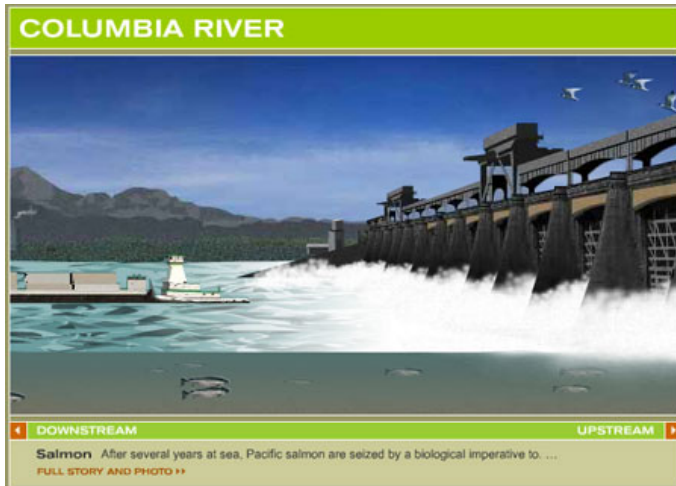 COLUMBIA RIVER
DOWNSTREAM UPSTREAM
Salmon After several years at sea, Pacific salmon are seized by a biological imperative to. ...
FULL STORY AND PHOTO